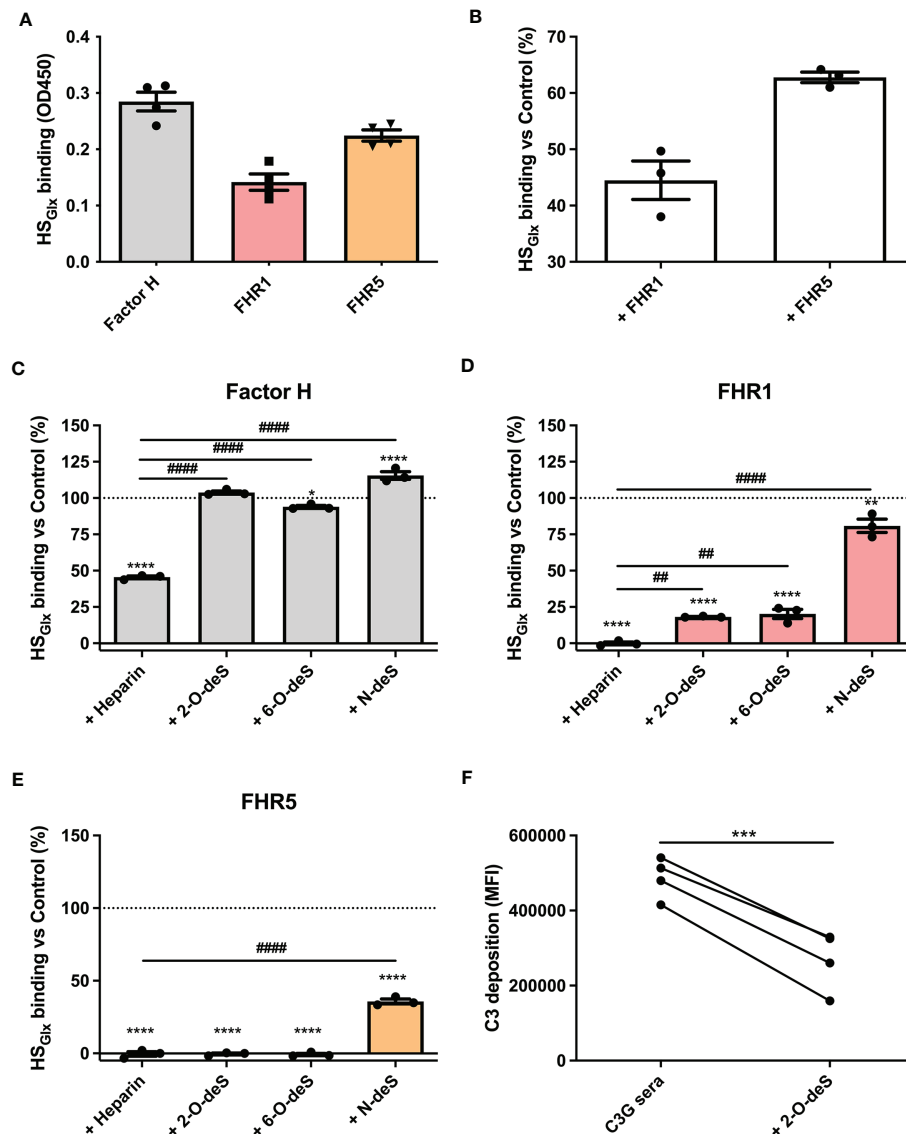 A
HSGlx binding (OD450)
0.4
0.3
0.2
0.1
0.0
Factor H
FHR1
FHR5
B
HSGlx binding vs Control (%)
70
60
50
40
30
+ FHR1
+ FHR5
C
Factor H
HSGlx binding vs Control (%)
150
125
100
75
50
25
0
####
####
####
****
*
****
+ Heparin
+ 2-O-deS
+ 6-O-deS
+ N-deS
D
FHR1
HSGlx binding vs Control (%)
150
125
100
75
50
25
0
####
**
##
##
****
****
****
+ Heparin
+ 2-O-deS
+ 6-O-deS
+ N-deS
E
FHR5
HSGlx binding vs Control (%)
150
100
50
0
####
****
****
****
****
+ Heparin
+ 2-O-deS
+ 6-O-deS
+ N-deS
F
C3 deposition (MFI)
600000
400000
200000
0
***
C3G sera
+ 2-O-deS